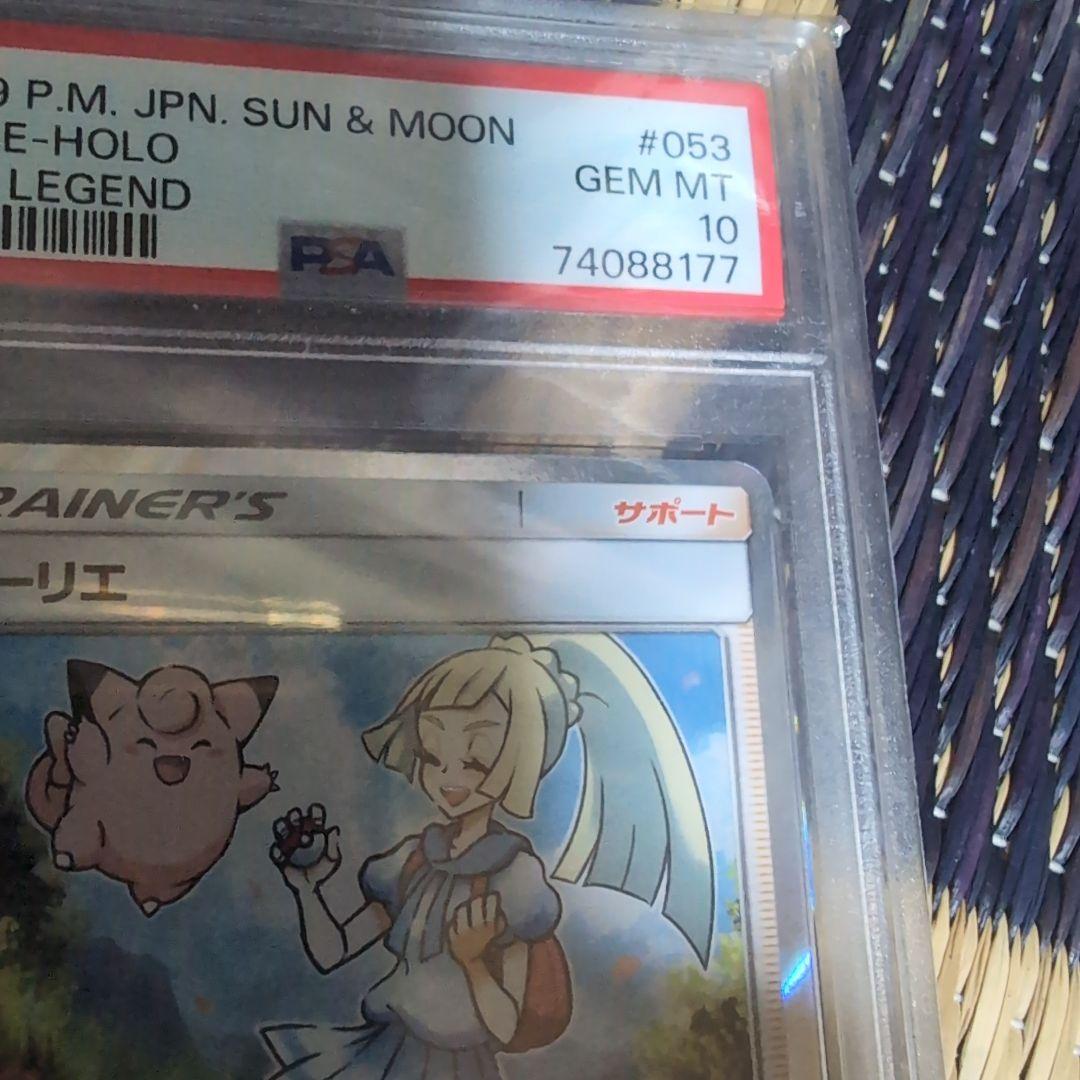 9 P.M. JPN. SUN & MOON
#053
E-HOLO
GEM MT
LEGEND
10
PSA
74088177
RAINER'S
サポート
ーリエ